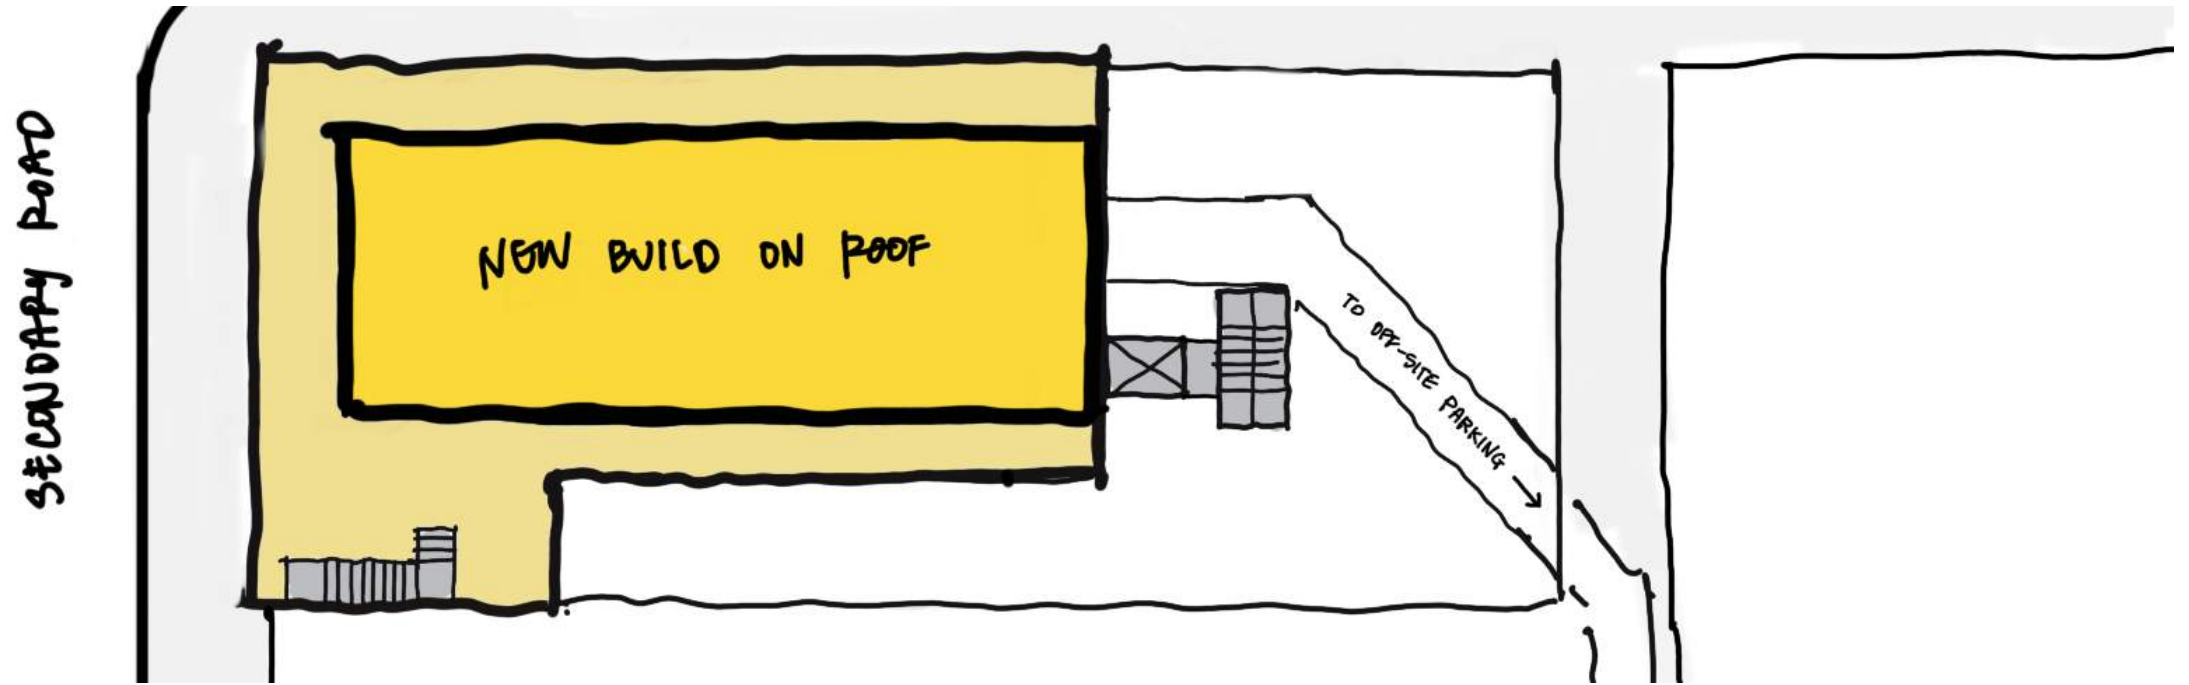 SECONDARY ROAD
NEW BUILD ON ROOF
TO OFF-SITE PARKING →